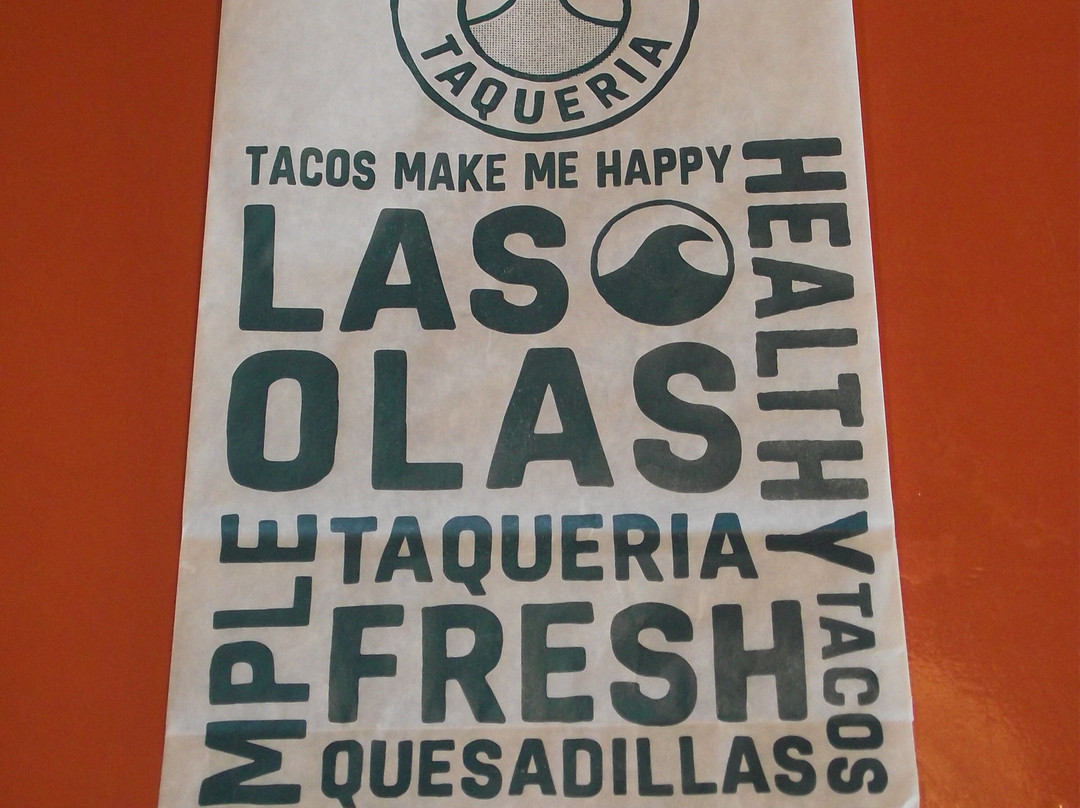 TAQUERIA
TACOS MAKE ME HAPPY
LAS
OLAS
HEALTHY
TAQUERIA
FRESH
QUESADILLAS
MPLE
TACOS